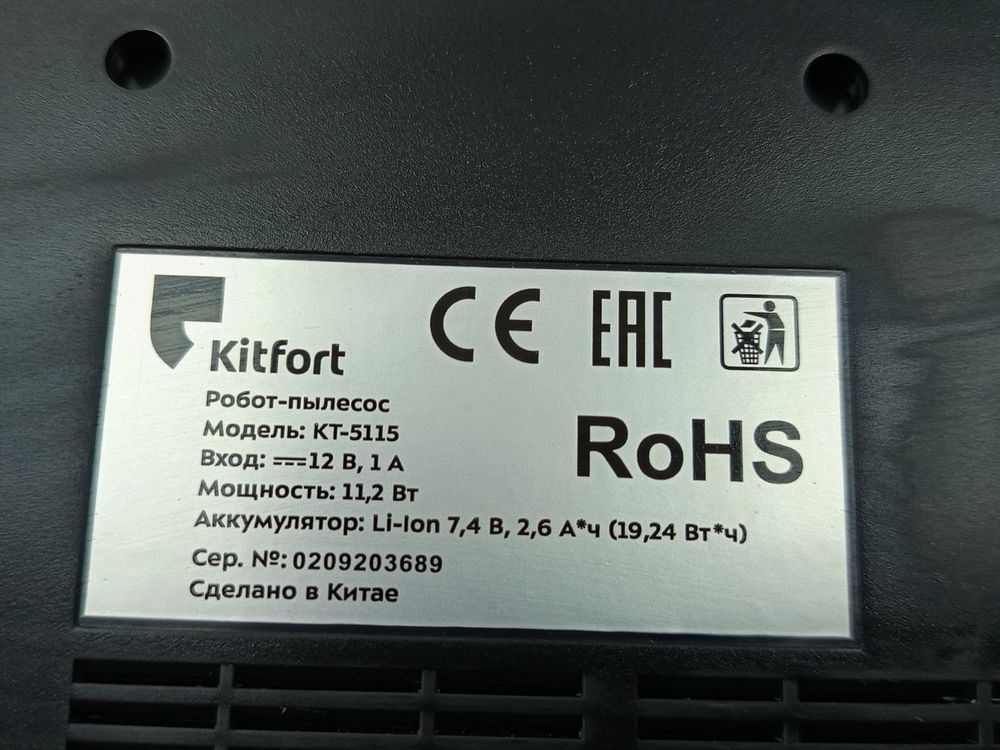 Kitfort
CE EAC
Робот-пылесос
Модель: КТ-5115
Вход: ⎓12 В, 1 А
Мощность: 11,2 Вт
Аккумулятор: Li-Ion 7,4 В, 2,6 А*ч (19,24 Вт*ч)
Сер. №: 0209203689
Сделано в Китае
RoHS